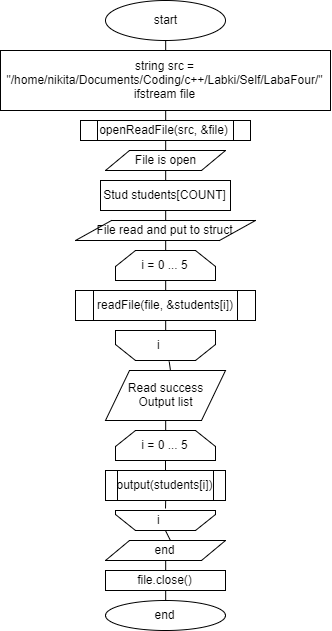 start
string src =
"/home/nikita/Documents/Coding/c++/Labki/Self/LabaFour/"
ifstream file
openReadFile(src, &file)
File is open
Stud students[COUNT]
File read and put to struct
i = 0 ... 5
readFile(file, &students[i])
i
Read success
Output list
i = 0 ... 5
output(students[i])
i
end
file.close()
end